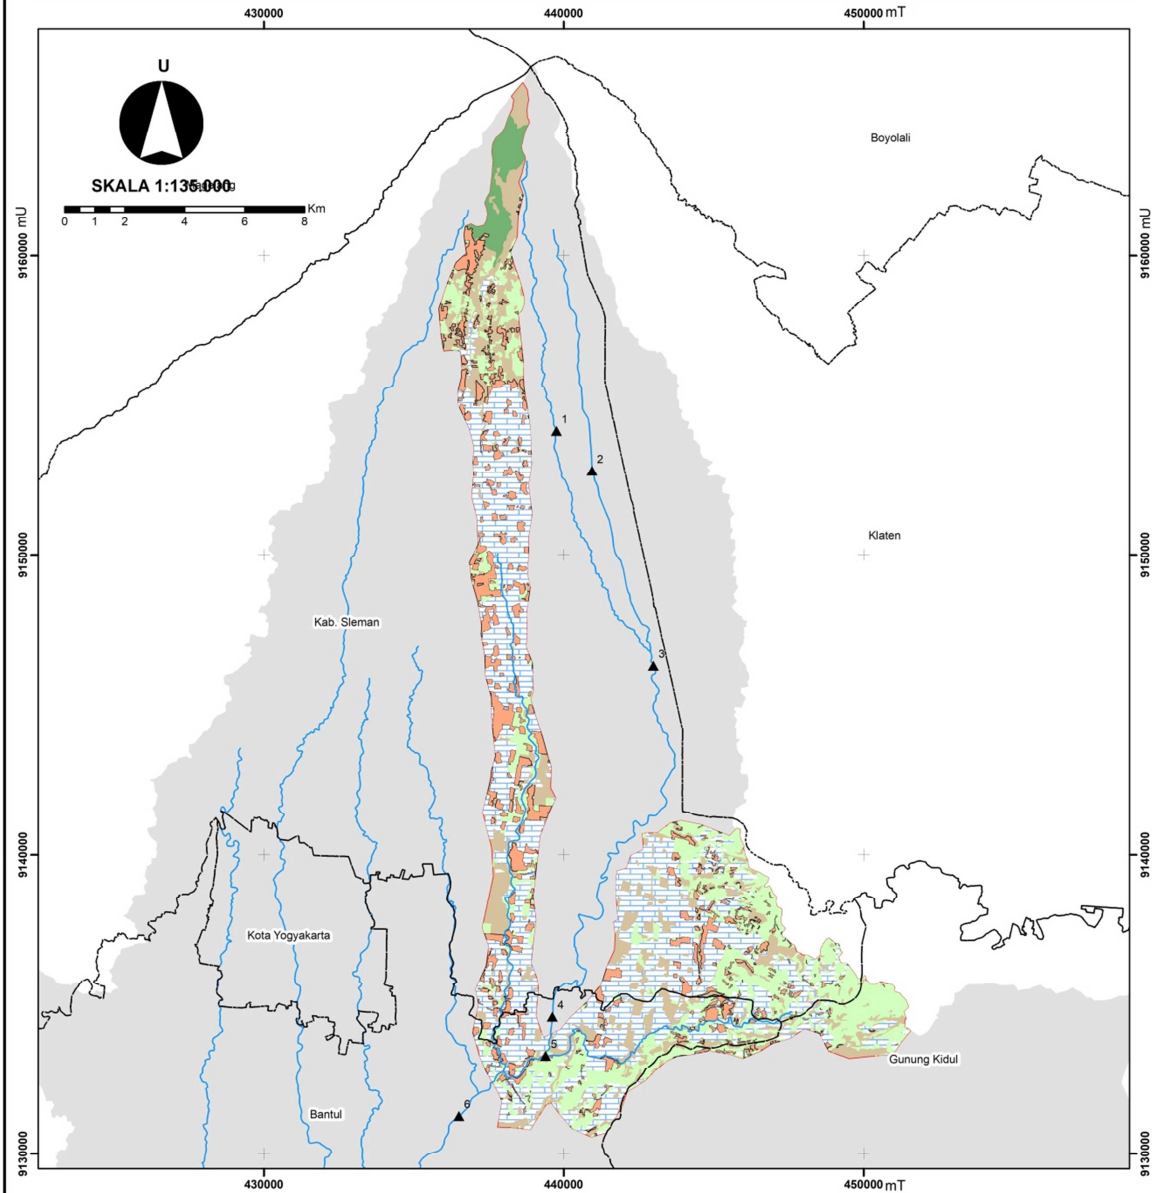 430000
440000
450000 mT
U
SKALA 1:135.000
Km
0 1 2 4 6 8
Boyolali
9160000 mU
9160000 mU
1
2
Klaten
9150000
9150000
Kab. Sleman
3
9140000
9140000
Kota Yogyakarta
4
5
Gunung Kidul
6
Bantul
9130000
9130000
430000
440000
450000 mT